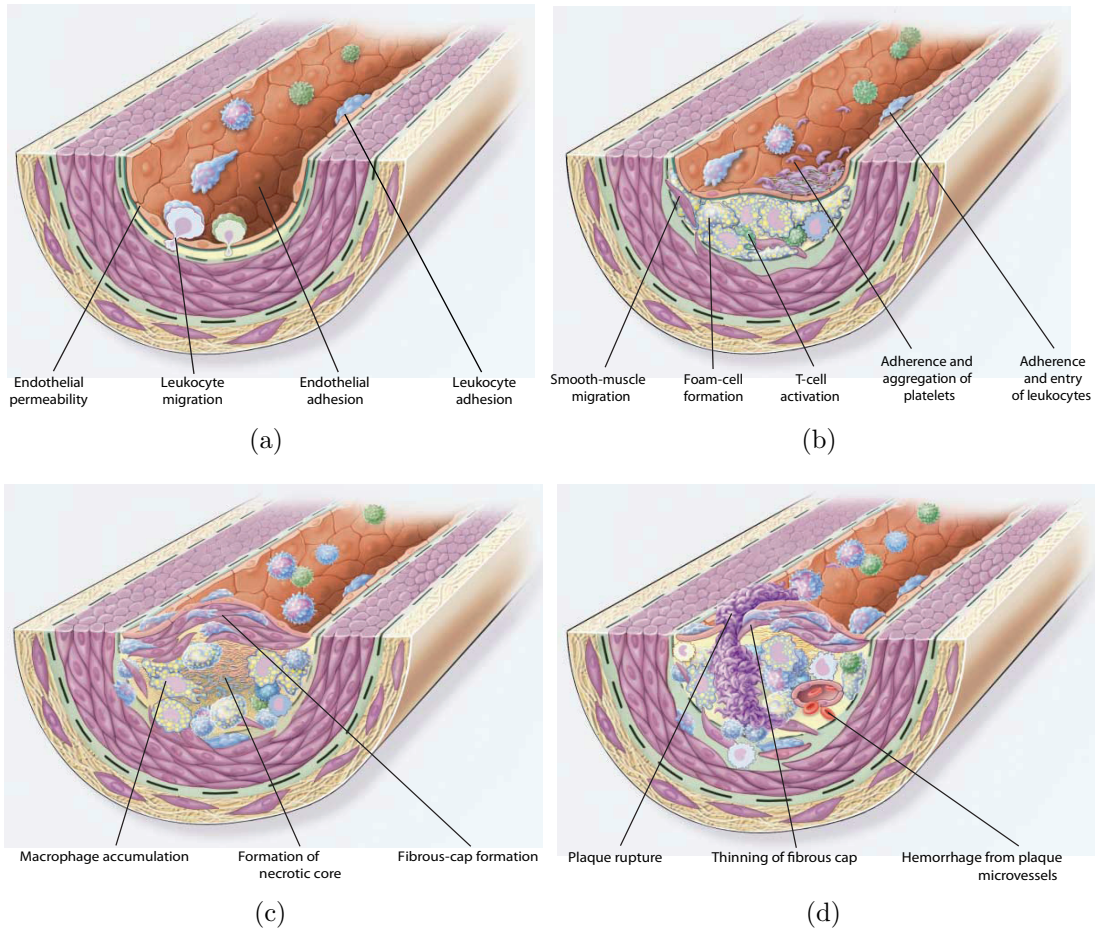 Endothelial
permeability
Leukocyte
migration
Endothelial
adhesion
Leukocyte
adhesion
(a)
Smooth-muscle
migration
Foam-cell
formation
T-cell
activation
Adherence and
aggregation of
platelets
Adherence
and entry
of leukocytes
(b)
Macrophage accumulation
Formation of
necrotic core
Fibrous-cap formation
(c)
Plaque rupture
Thinning of fibrous cap
Hemorrhage from plaque
microvessels
(d)